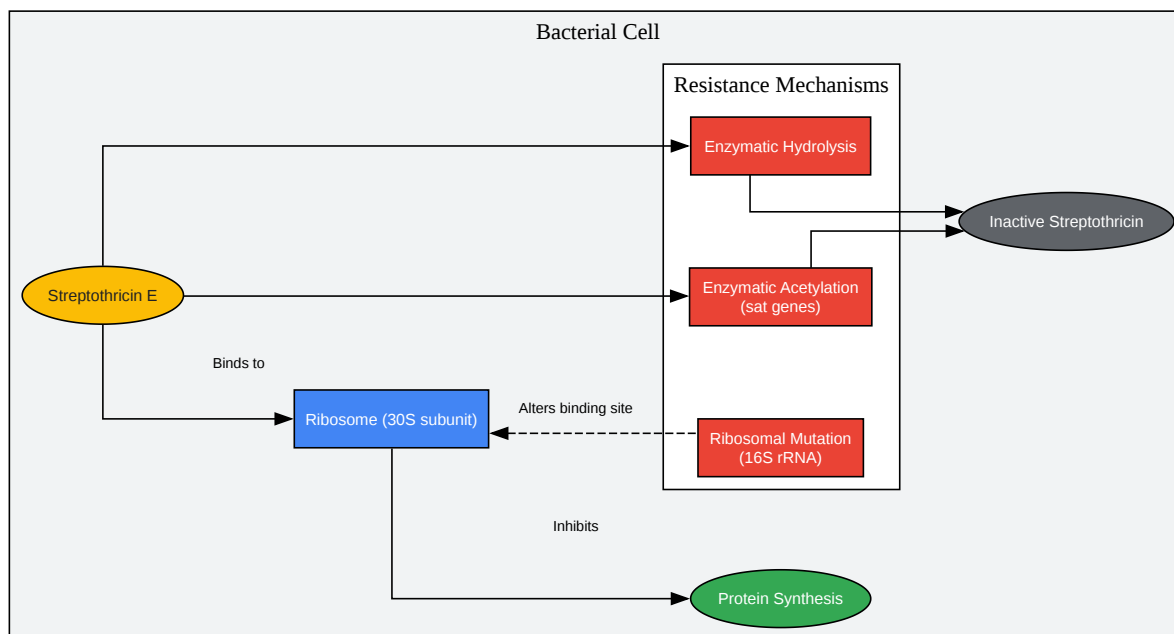 Bacterial Cell
Resistance Mechanisms
Enzymatic Hydrolysis
Inactive Streptothricin
Streptothricin E
Enzymatic Acetylation
(sat genes)
Binds to
Ribosome (30S subunit)
Alters binding site
Ribosomal Mutation
(16S rRNA)
Inhibits
Protein Synthesis